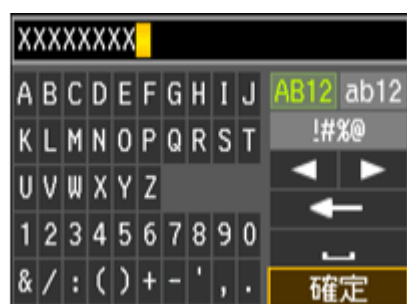 XXXXXXXX
A B C D E F G H I J
AB12 ab12
K L M N O P Q R S T
!#%@
U V W X Y Z
1 2 3 4 5 6 7 8 9 0
& / : ( ) + - ' , .
確定